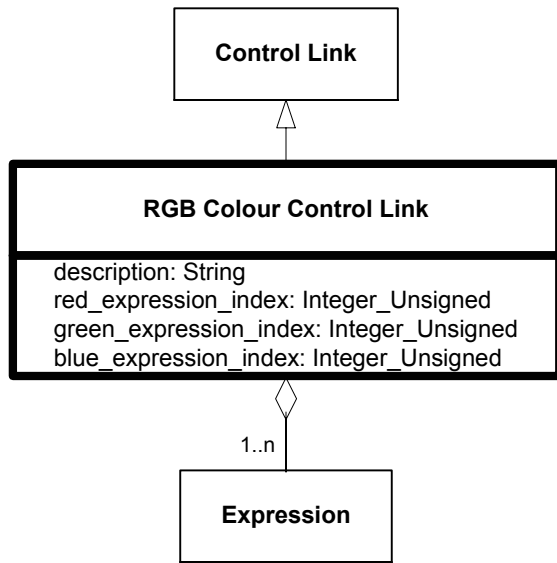 Control Link
RGB Colour Control Link
description: String
red_expression_index: Integer_Unsigned
green_expression_index: Integer_Unsigned
blue_expression_index: Integer_Unsigned
1..n
Expression